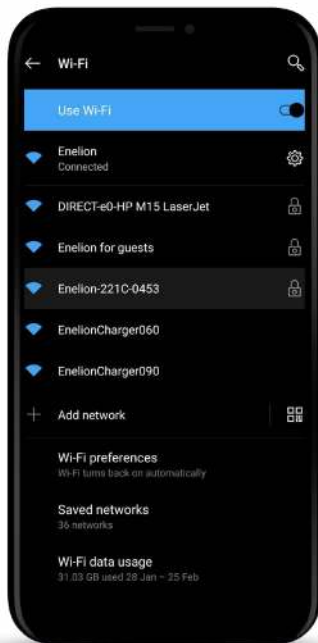 Wi-Fi
Use Wi-Fi
Enelion
Connected
DIRECT-e0-HP M15 LaserJet
Enelion for guests
Enelion-221C-0453
EnelionCharger060
EnelionCharger090
Add network
Wi-Fi preferences
Wi-Fi turns back on automatically
Saved networks
36 networks
Wi-Fi data usage
31.03 GB used 28 Jan – 25 Feb